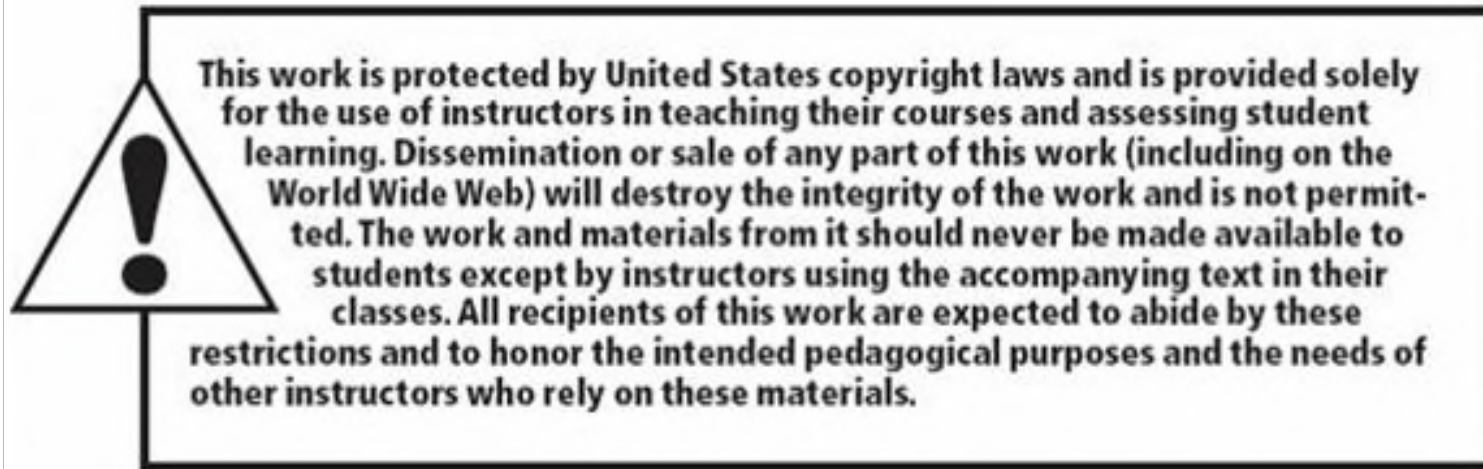 This work is protected by United States copyright laws and is provided solely
for the use of instructors in teaching their courses and assessing student
learning. Dissemination or sale of any part of this work (including on the
World Wide Web) will destroy the integrity of the work and is not permit-
ted. The work and materials from it should never be made available to
students except by instructors using the accompanying text in their
classes. All recipients of this work are expected to abide by these
restrictions and to honor the intended pedagogical purposes and the needs of
other instructors who rely on these materials.